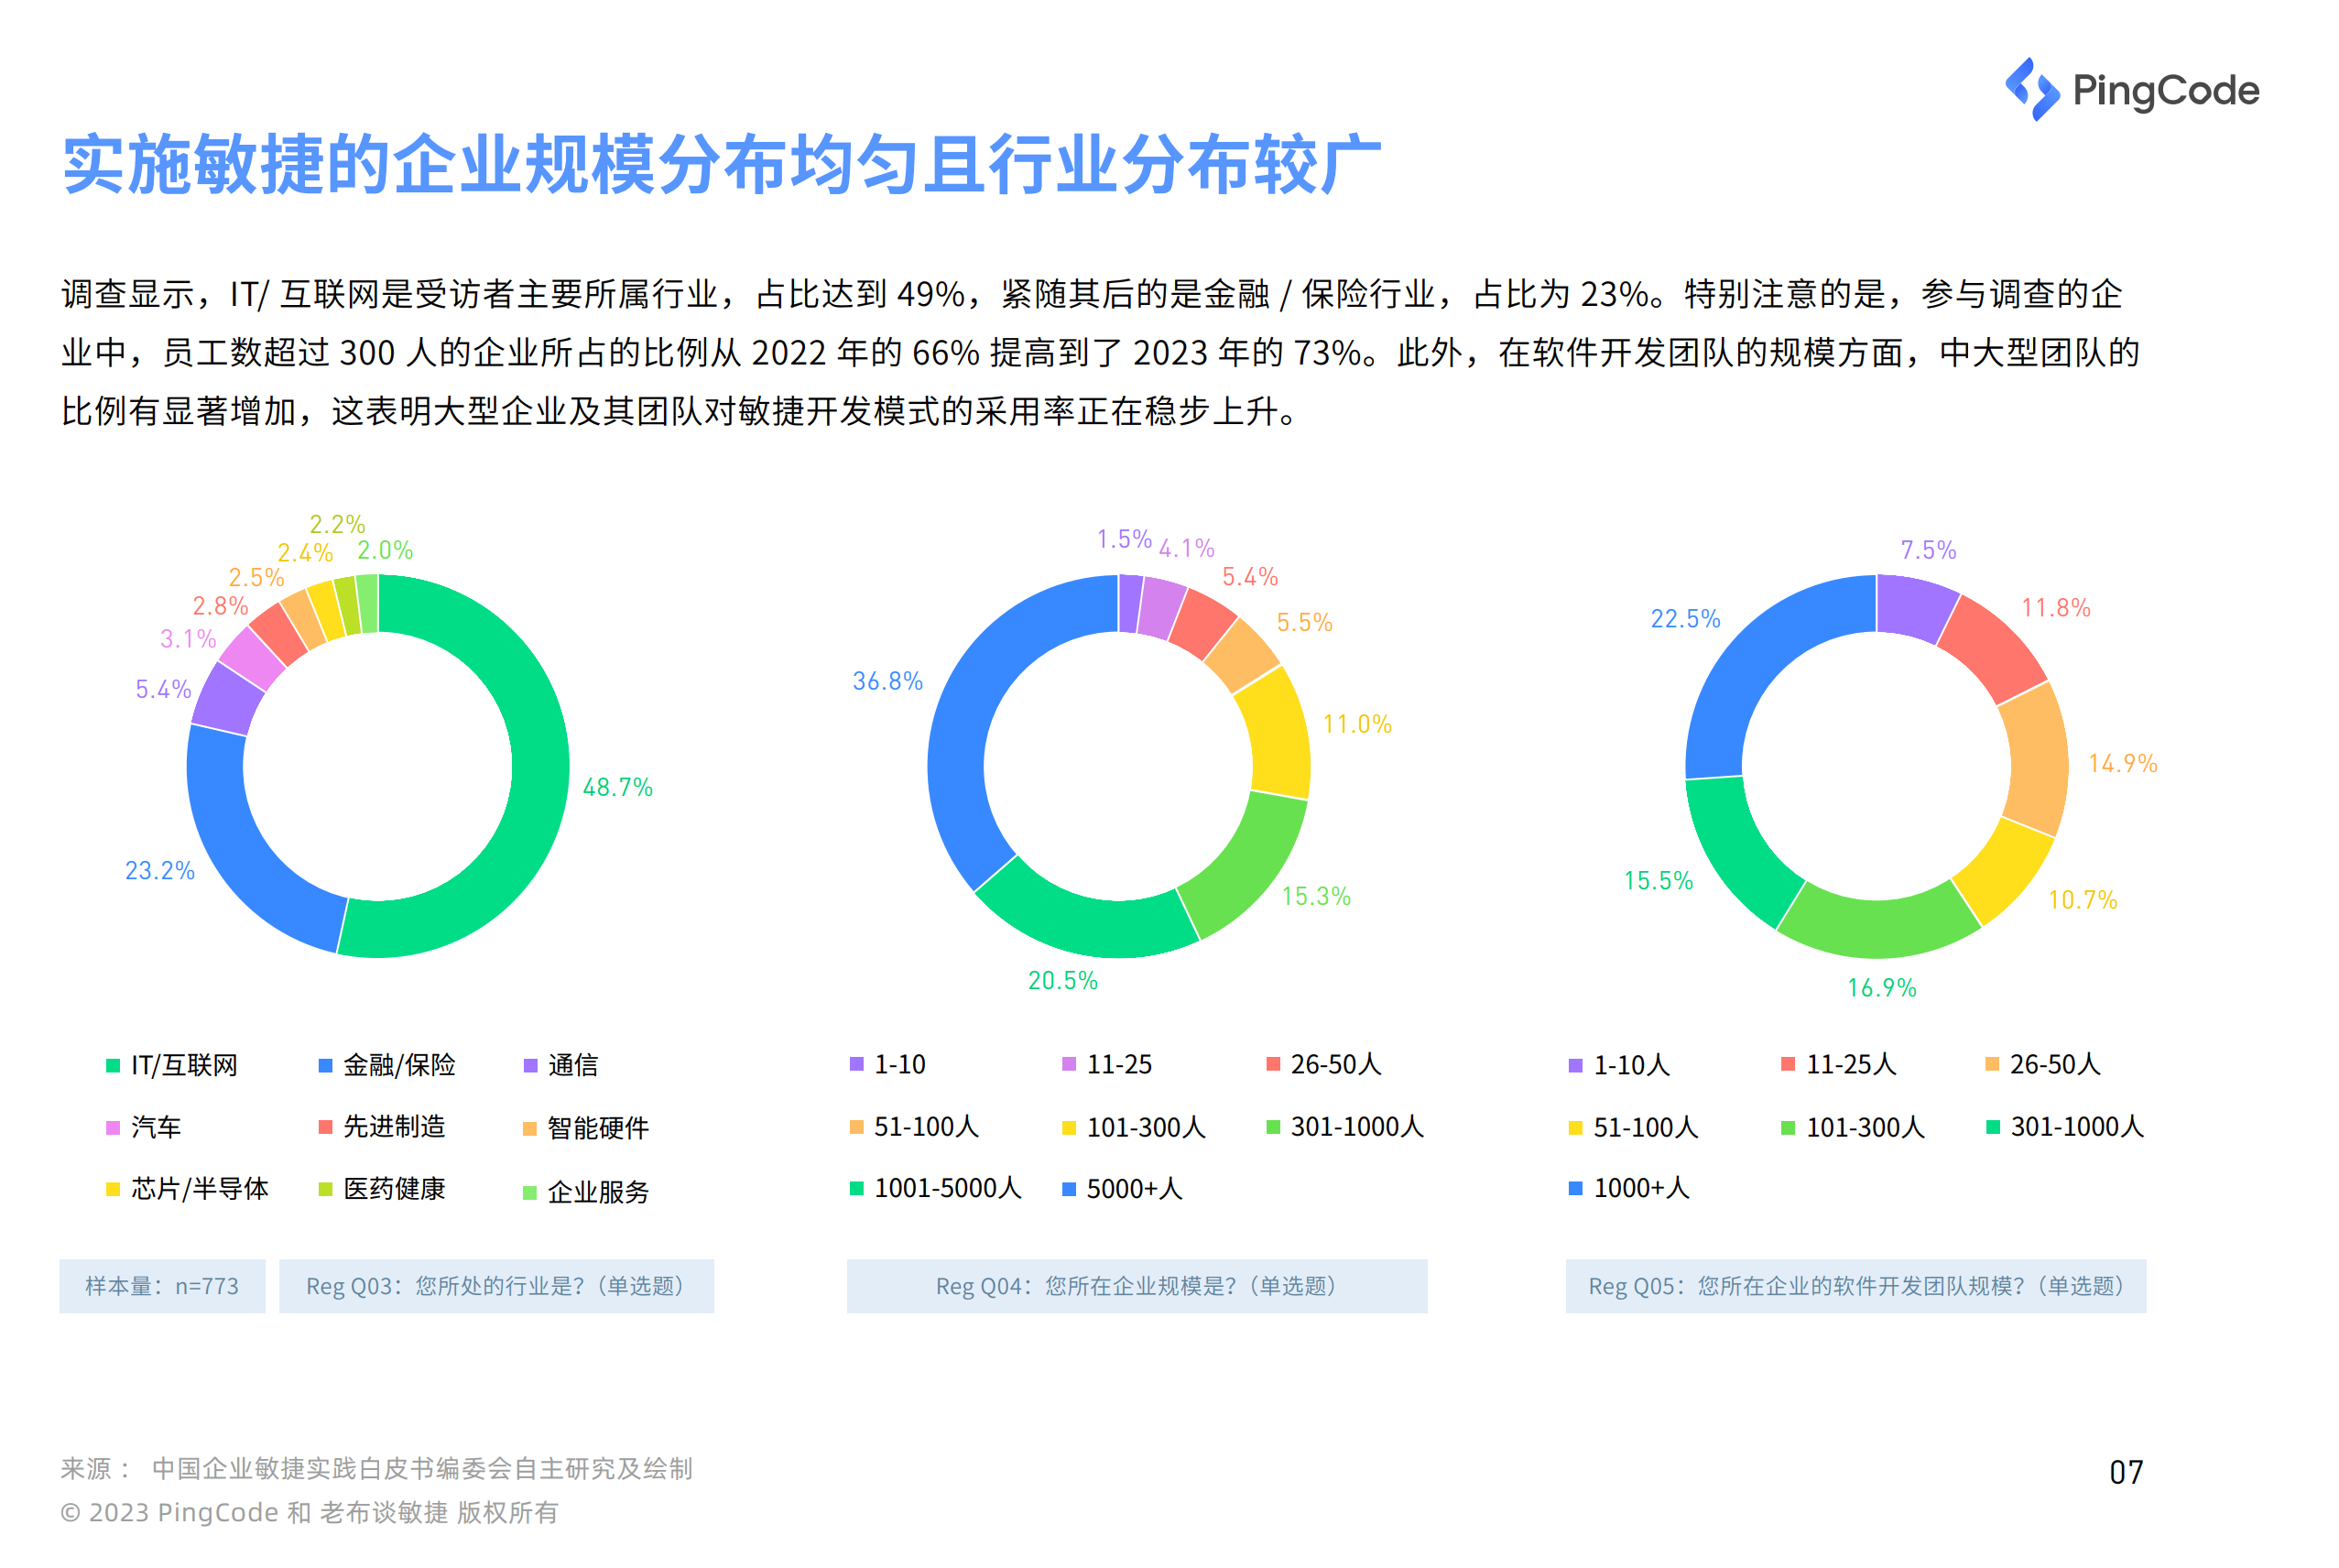 PingCode
实施敏捷的企业规模分布均匀且行业分布较广
调查显示，IT/ 互联网是受访者主要所属行业，占比达到 49%，紧随其后的是金融 / 保险行业，占比为 23%。特别注意的是，参与调查的企
业中，员工数超过 300 人的企业所占的比例从 2022 年的 66% 提高到了 2023 年的 73%。此外，在软件开发团队的规模方面，中大型团队的
比例有显著增加，这表明大型企业及其团队对敏捷开发模式的采用率正在稳步上升。
2.2%
2.4%
2.0%
2.5%
2.8%
3.1%
5.4%
48.7%
23.2%
IT/互联网
金融/保险
通信
汽车
先进制造
智能硬件
芯片/半导体
医药健康
企业服务
样本量：n=773
Reg Q03：您所处的行业是？（单选题）
1.5%
4.1%
5.4%
5.5%
36.8%
11.0%
15.3%
20.5%
1-10
11-25
26-50人
51-100人
101-300人
301-1000人
1001-5000人
5000+人
Reg Q04：您所在企业规模是？（单选题）
7.5%
11.8%
22.5%
14.9%
15.5%
10.7%
16.9%
1-10人
11-25人
26-50人
51-100人
101-300人
301-1000人
1000+人
Reg Q05：您所在企业的软件开发团队规模？（单选题）
来源： 中国企业敏捷实践白皮书编委会自主研究及绘制
© 2023 PingCode 和 老布谈敏捷 版权所有
07